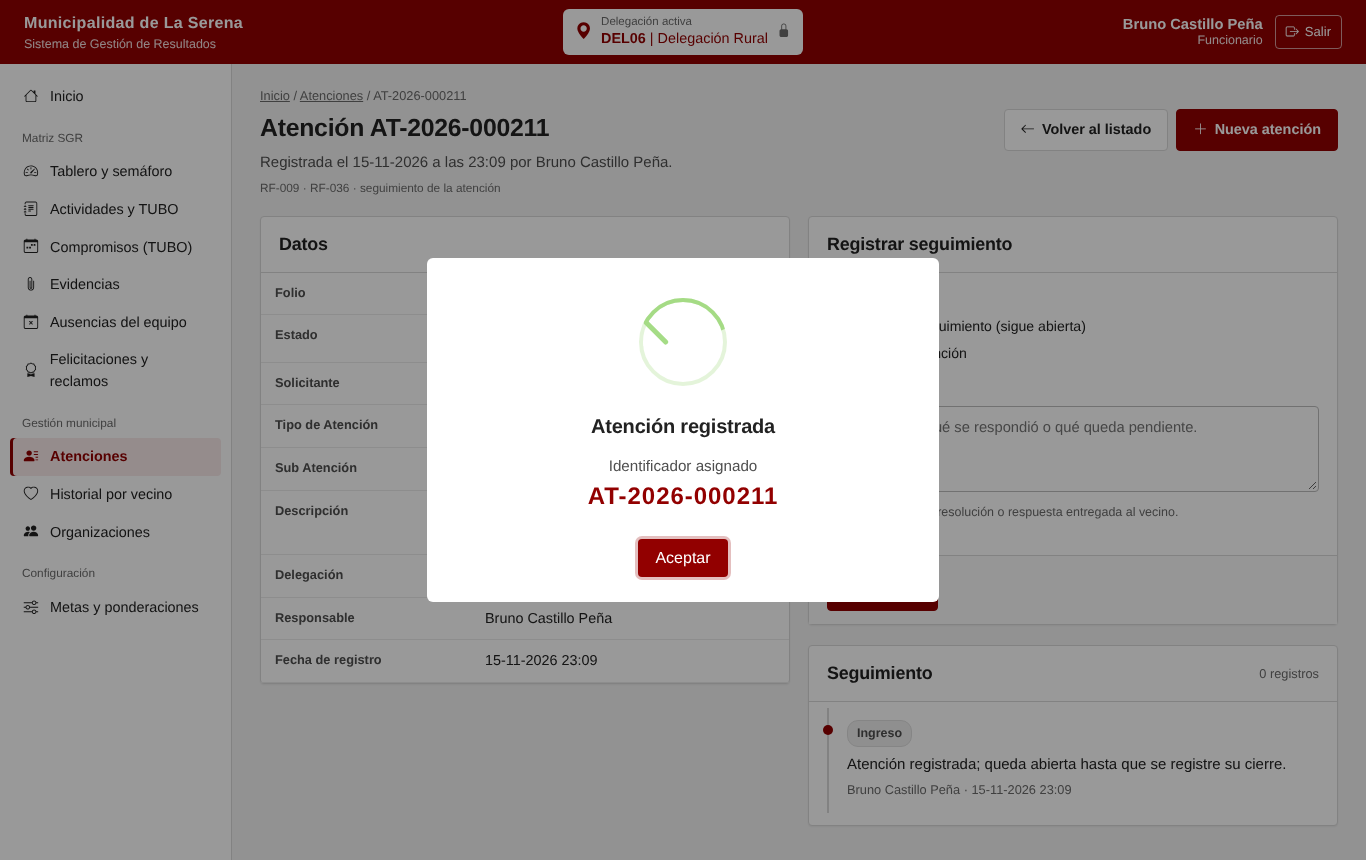 Municipalidad de La Serena
Sistema de Gestión de Resultados
Delegación activa
DEL06 | Delegación Rural
Bruno Castillo Peña
Funcionario
Salir
Inicio
Matriz SGR
Tablero y semáforo
Actividades y TUBO
Compromisos (TUBO)
Evidencias
Ausencias del equipo
Felicitaciones y
reclamos
Gestión municipal
Atenciones
Historial por vecino
Organizaciones
Configuración
Metas y ponderaciones
Inicio / Atenciones / AT-2026-000211
Atención AT-2026-000211
Registrada el 15-11-2026 a las 23:09 por Bruno Castillo Peña.
RF-009 · RF-036 · seguimiento de la atención
Volver al listado
Nueva atención
Datos
Folio
Estado
Solicitante
Tipo de Atención
Sub Atención
Descripción
Delegación
Responsable
Bruno Castillo Peña
Fecha de registro
15-11-2026 23:09
Atención registrada
Identificador asignado
AT-2026-000211
Aceptar
Registrar seguimiento
(sigue abierta)
se respondió o qué queda pendiente.
resolución o respuesta entregada al vecino.
Seguimiento
0 registros
Ingreso
Atención registrada; queda abierta hasta que se registre su cierre.
Bruno Castillo Peña · 15-11-2026 23:09